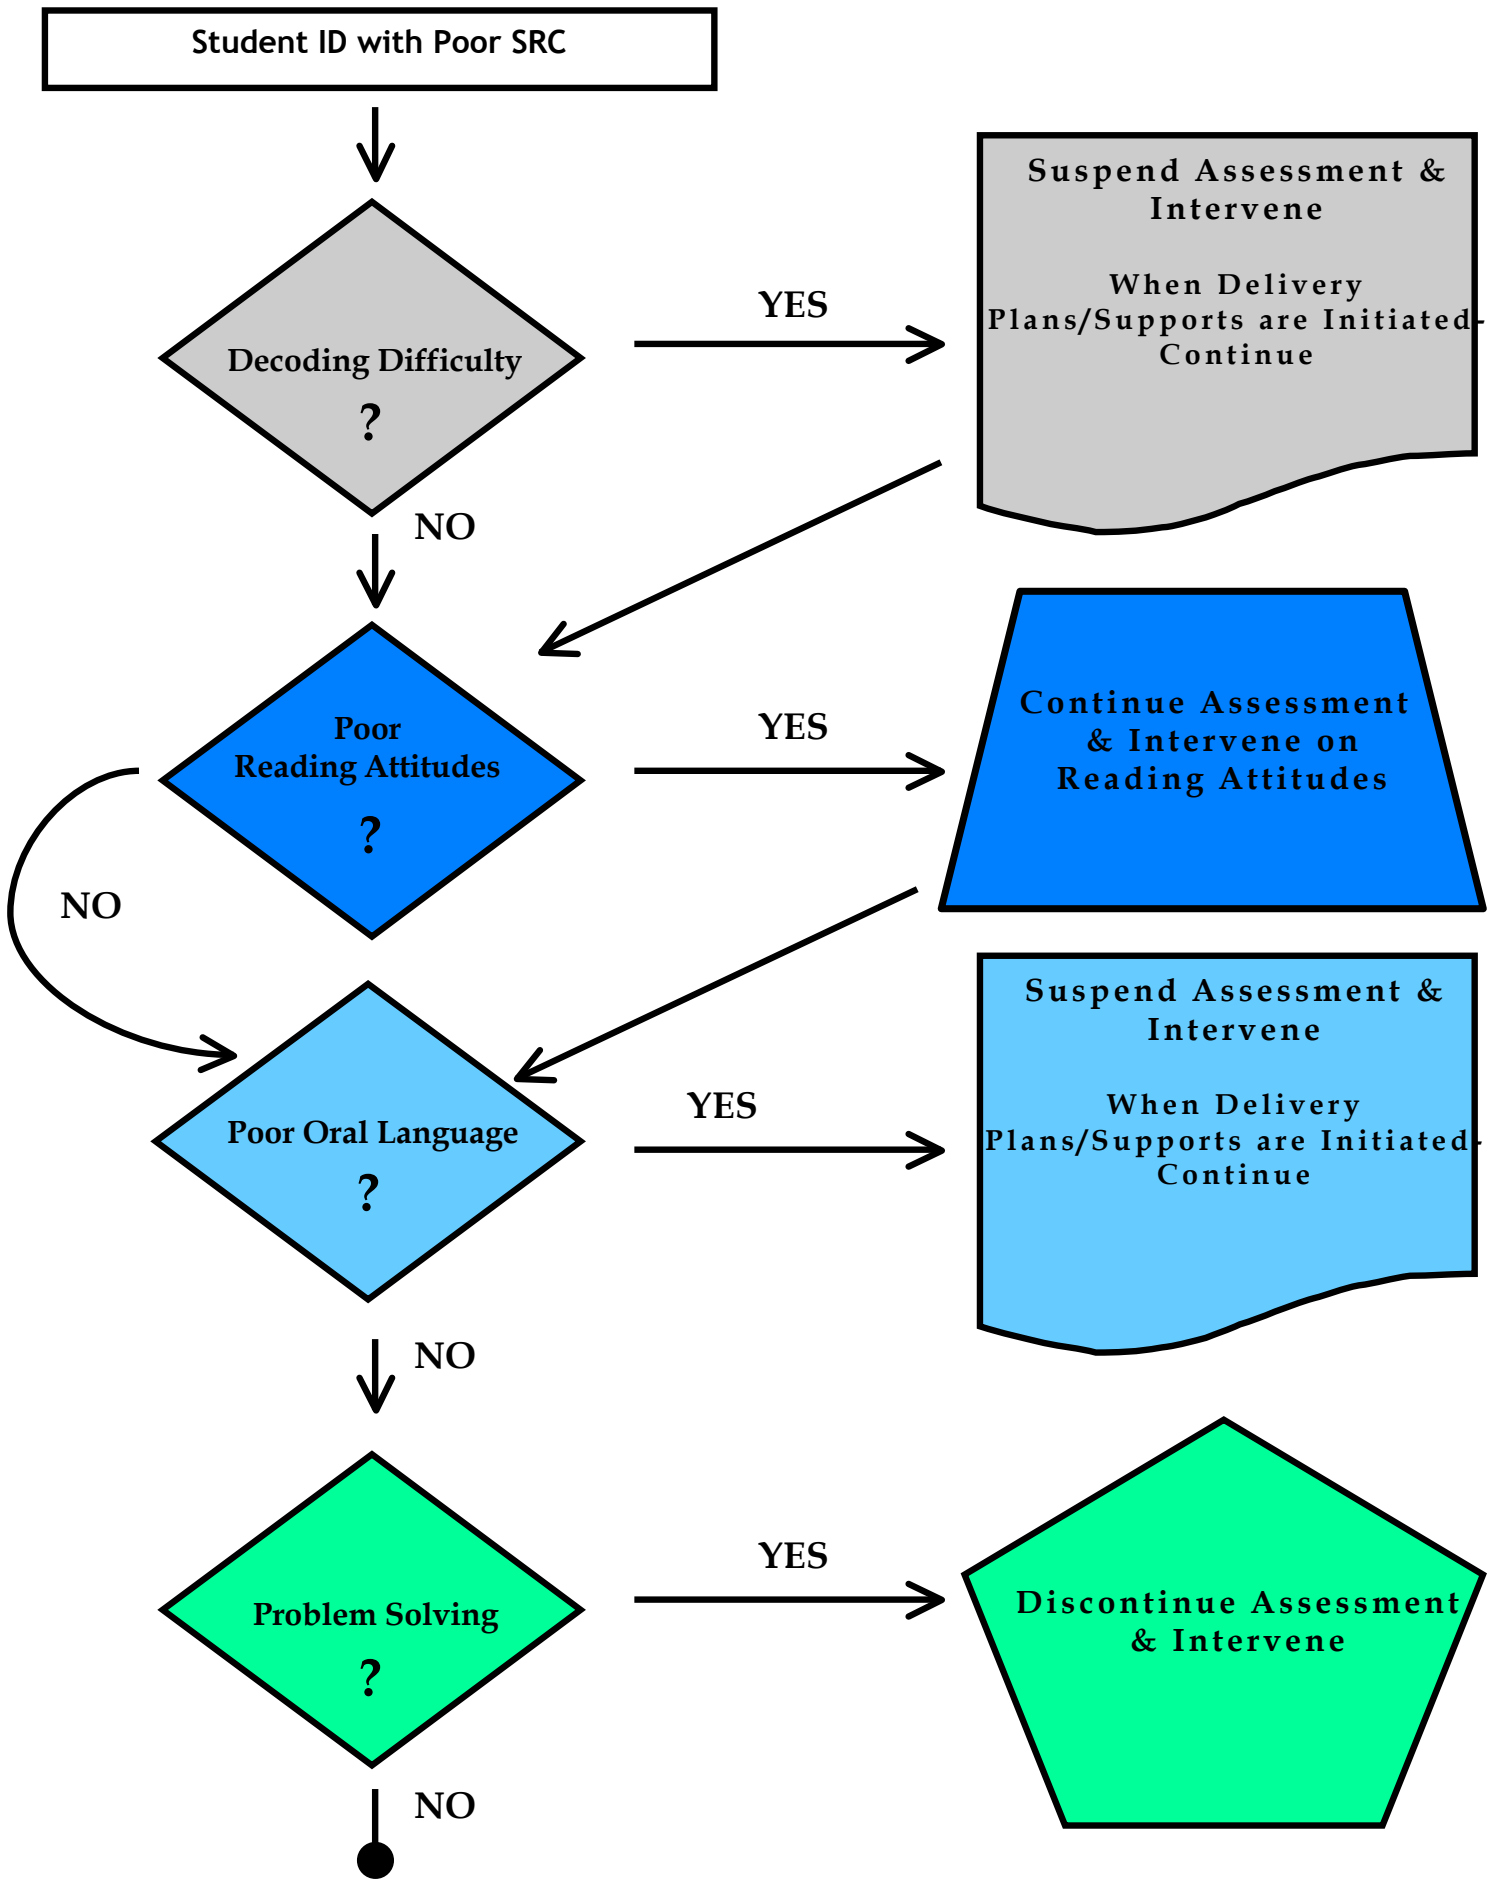 Student ID with Poor SRC
Suspend Assessment &
Intervene
When Delivery
Plans/Supports are Initiated-
Continue
YES
Decoding Difficulty
?
NO
Poor
Reading Attitudes
?
YES
Continue Assessment
& Intervene on
Reading Attitudes
NO
Suspend Assessment &
Intervene
When Delivery
Plans/Supports are Initiated-
Continue
YES
Poor Oral Language
?
NO
YES
Problem Solving
?
Discontinue Assessment
& Intervene
NO